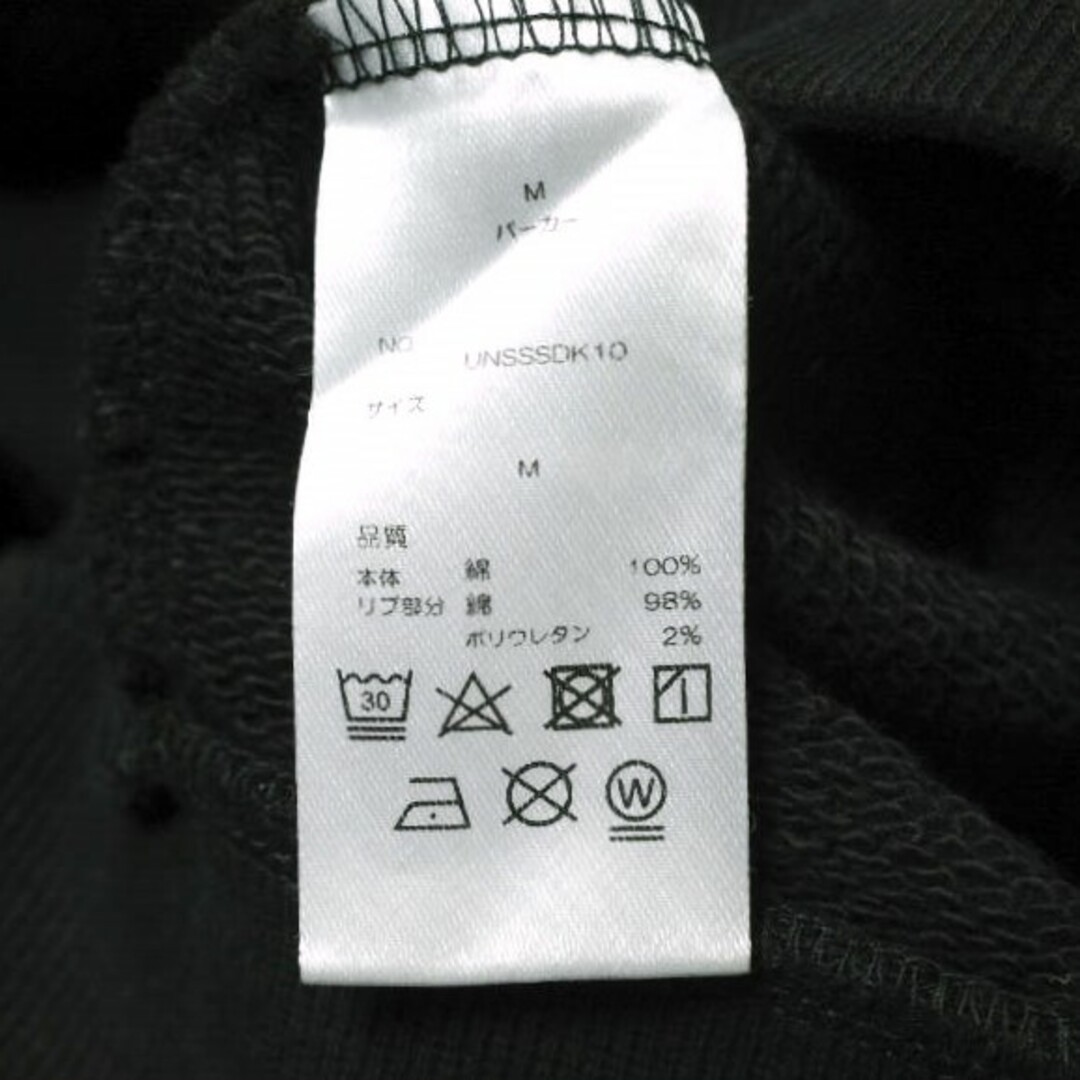 M
パーカー
NO UNSSSDK10
サイズ
M
品質
本体 綿 100%
リブ部分 綿 98%
ポリウレタン 2%
30
W